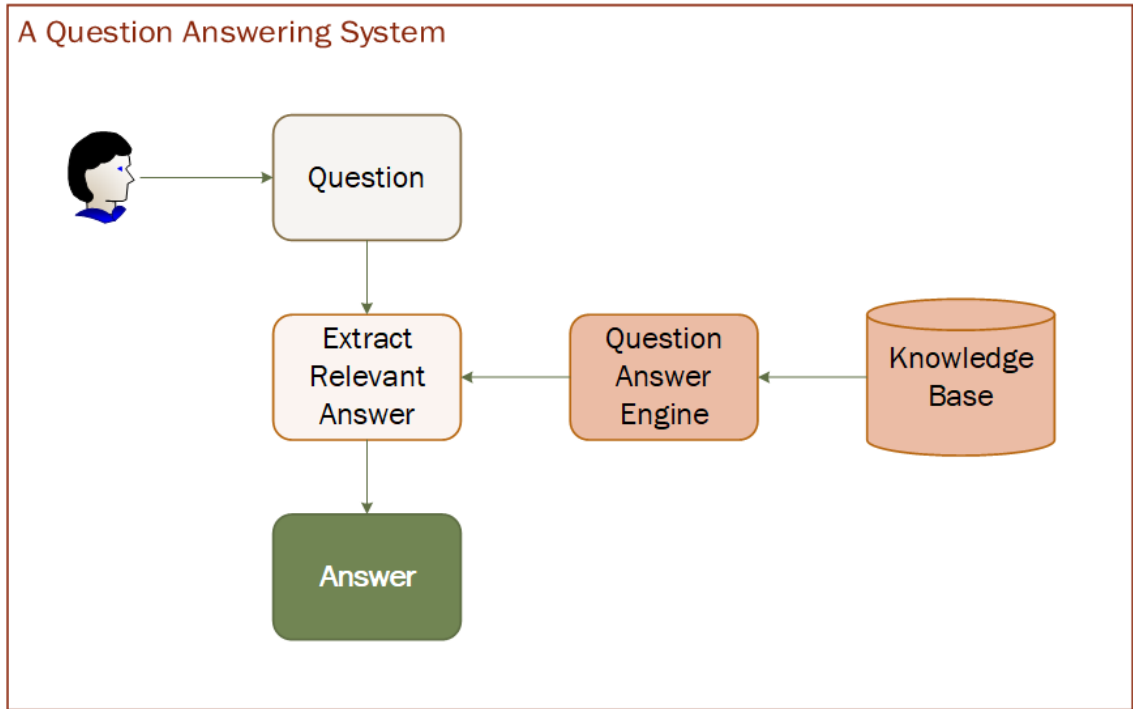 A Question Answering System
Question
Extract
Relevant
Answer
Question
Answer
Engine
Knowledge
Base
Answer